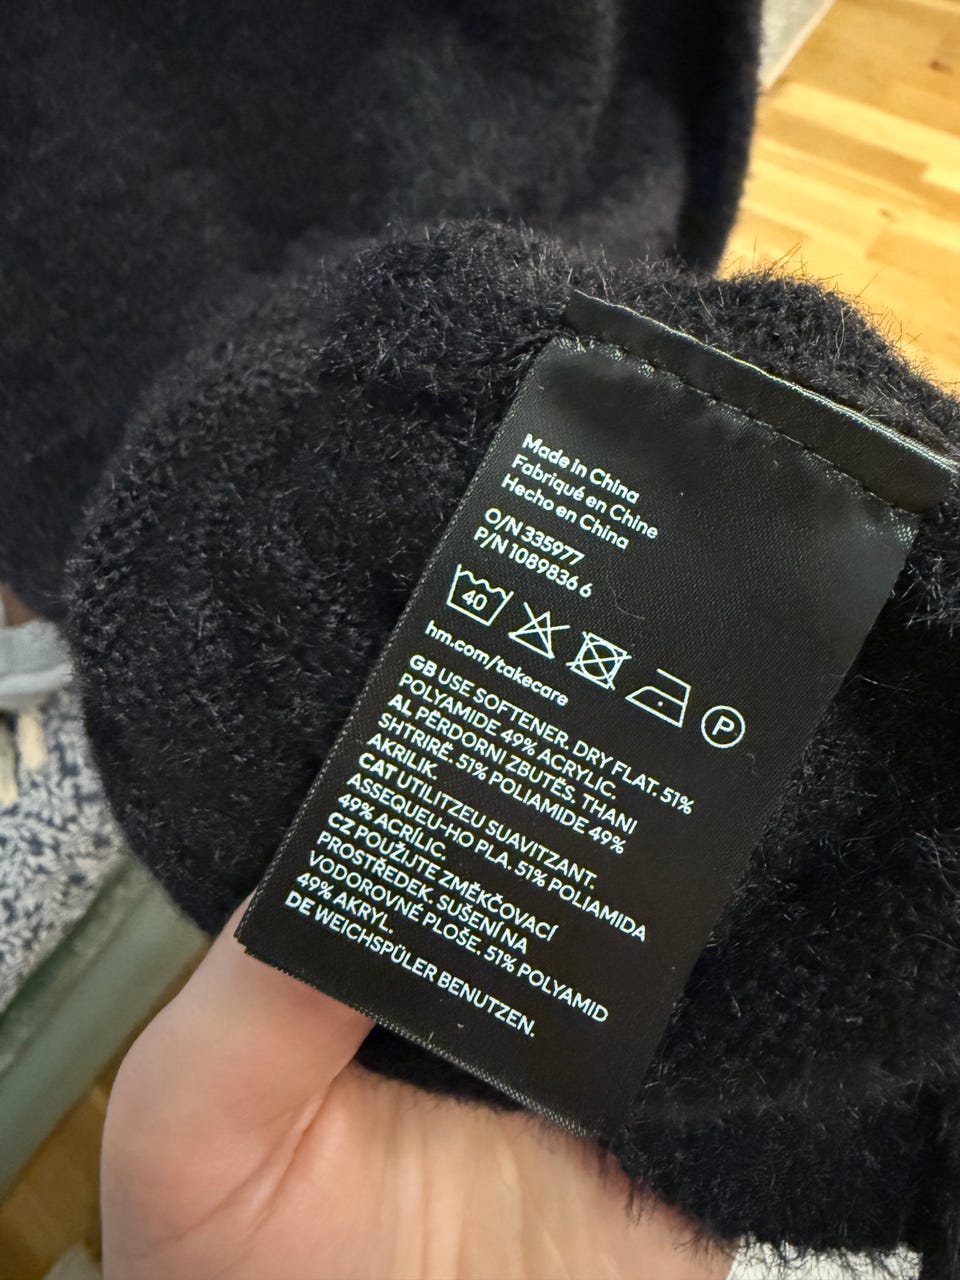 Made in China
Fabriqué en Chine
Hecho en China
O/N 335977
P/N 1089836 6
40
P
hm.com/takecare
GB USE SOFTENER. DRY FLAT. 51%
POLYAMIDE 49% ACRYLIC.
AL PËRDORNI ZBUTËS. THANI
SHTRIRË. 51% POLIAMIDE 49%
AKRILIK.
CAT UTILITZEU SUAVITZANT.
ASSEQUEU-HO PLA. 51% POLIAMIDA
49% ACRÍLIC.
CZ POUŽIJTE ZMĚKČOVACÍ
PROSTŘEDEK. SUŠENÍ NA
VODOROVNÉ PLOŠE. 51% POLYAMID
49% AKRYL.
DE WEICHSPÜLER BENUTZEN.